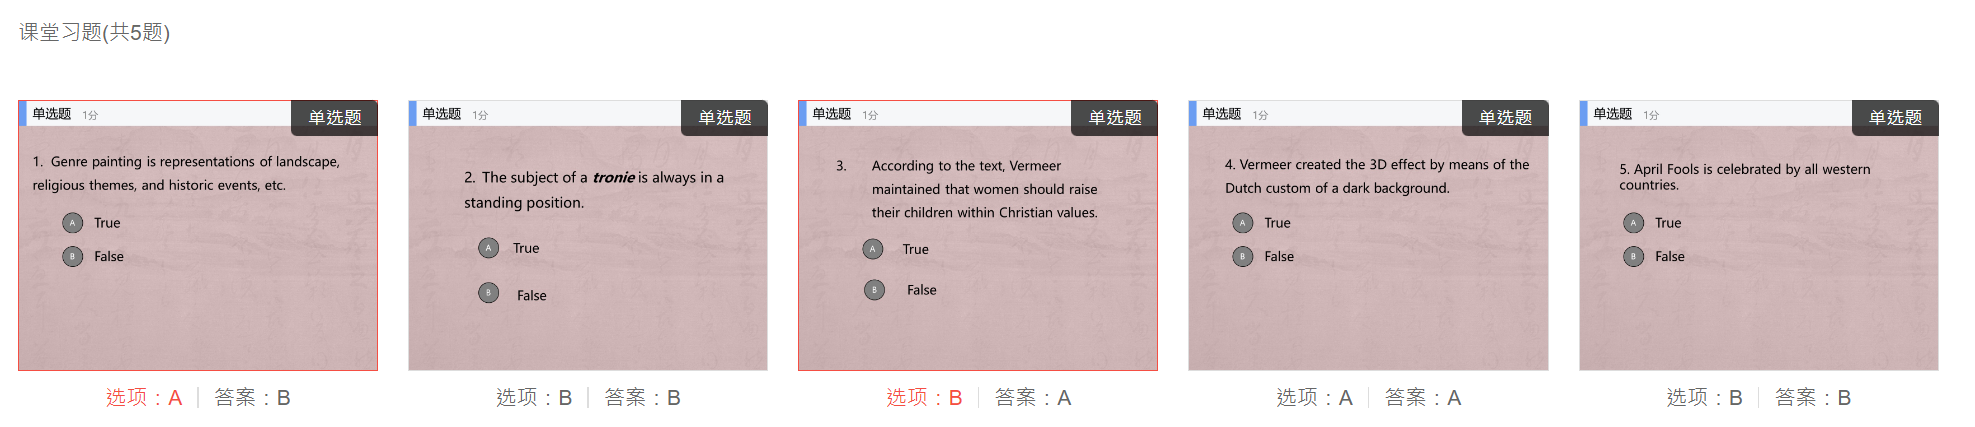 课堂习题(共5题)
单选题 1分 单选题
1. Genre painting is representations of landscape,
religious themes, and historic events, etc.
A True
B False
选项：A 答案：B
单选题 1分 单选题
2. The subject of a tronie is always in a
standing position.
A True
B False
选项：B 答案：B
单选题 1分 单选题
3. According to the text, Vermeer
maintained that women should raise
their children within Christian values.
A True
B False
选项：B 答案：A
单选题 1分 单选题
4. Vermeer created the 3D effect by means of the
Dutch custom of a dark background.
A True
B False
选项：A 答案：A
单选题 1分 单选题
5. April Fools is celebrated by all western
countries.
A True
B False
选项：B 答案：B